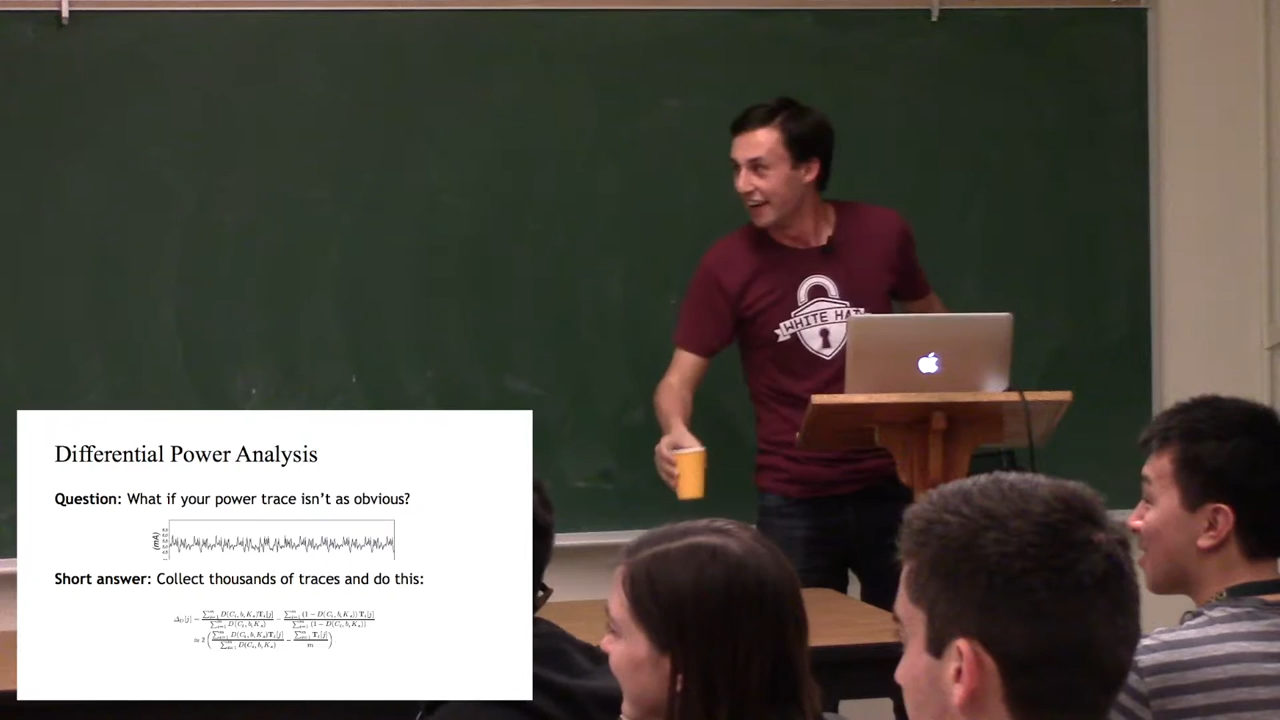 WHITE HAT
Differential Power Analysis
Question: What if your power trace isn't as obvious?
(mA)
Short answer: Collect thousands of traces and do this: